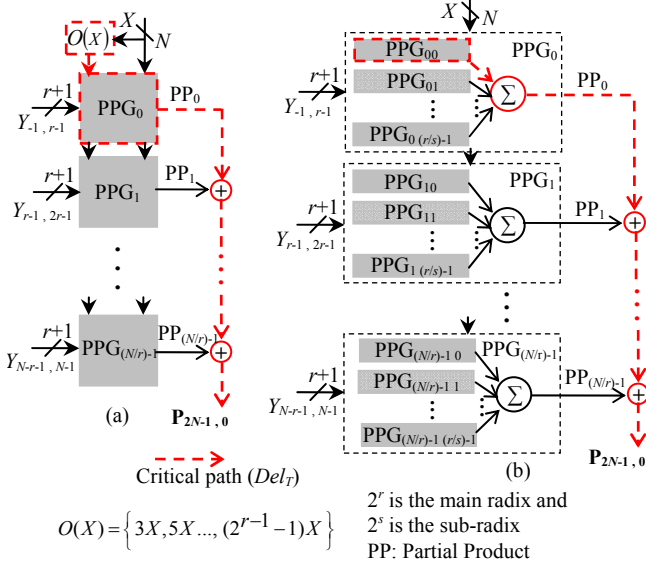 X
N
O(X)
r+1
Y-1 , r-1
PPG0
PP0
r+1
Yr-1 , 2r-1
PPG1
PP1
+
r+1
YN-r-1 , N-1
PPG(N/r)-1
PP(N/r)-1
+
(a)
P2N-1 , 0
X
N
PPG00
PPG0
PPG01
Σ
PP0
r+1
Y-1 , r-1
PPG0 (r/s)-1
PPG10
PPG1
r+1
Yr-1 , 2r-1
PPG11
Σ
PP1
+
PPG1 (r/s)-1
PPG(N/r)-1 0
PPG(N/r)-1
r+1
YN-r-1 , N-1
PPG(N/r)-1 1
Σ
PP(N/r)-1
+
PPG(N/r)-1 (r/s)-1
(b)
P2N-1 , 0
Critical path (DelT)
O(X) = {3X,5X..., (2^r-1 −1)X}
2^r is the main radix and
2^s is the sub-radix
PP: Partial Product